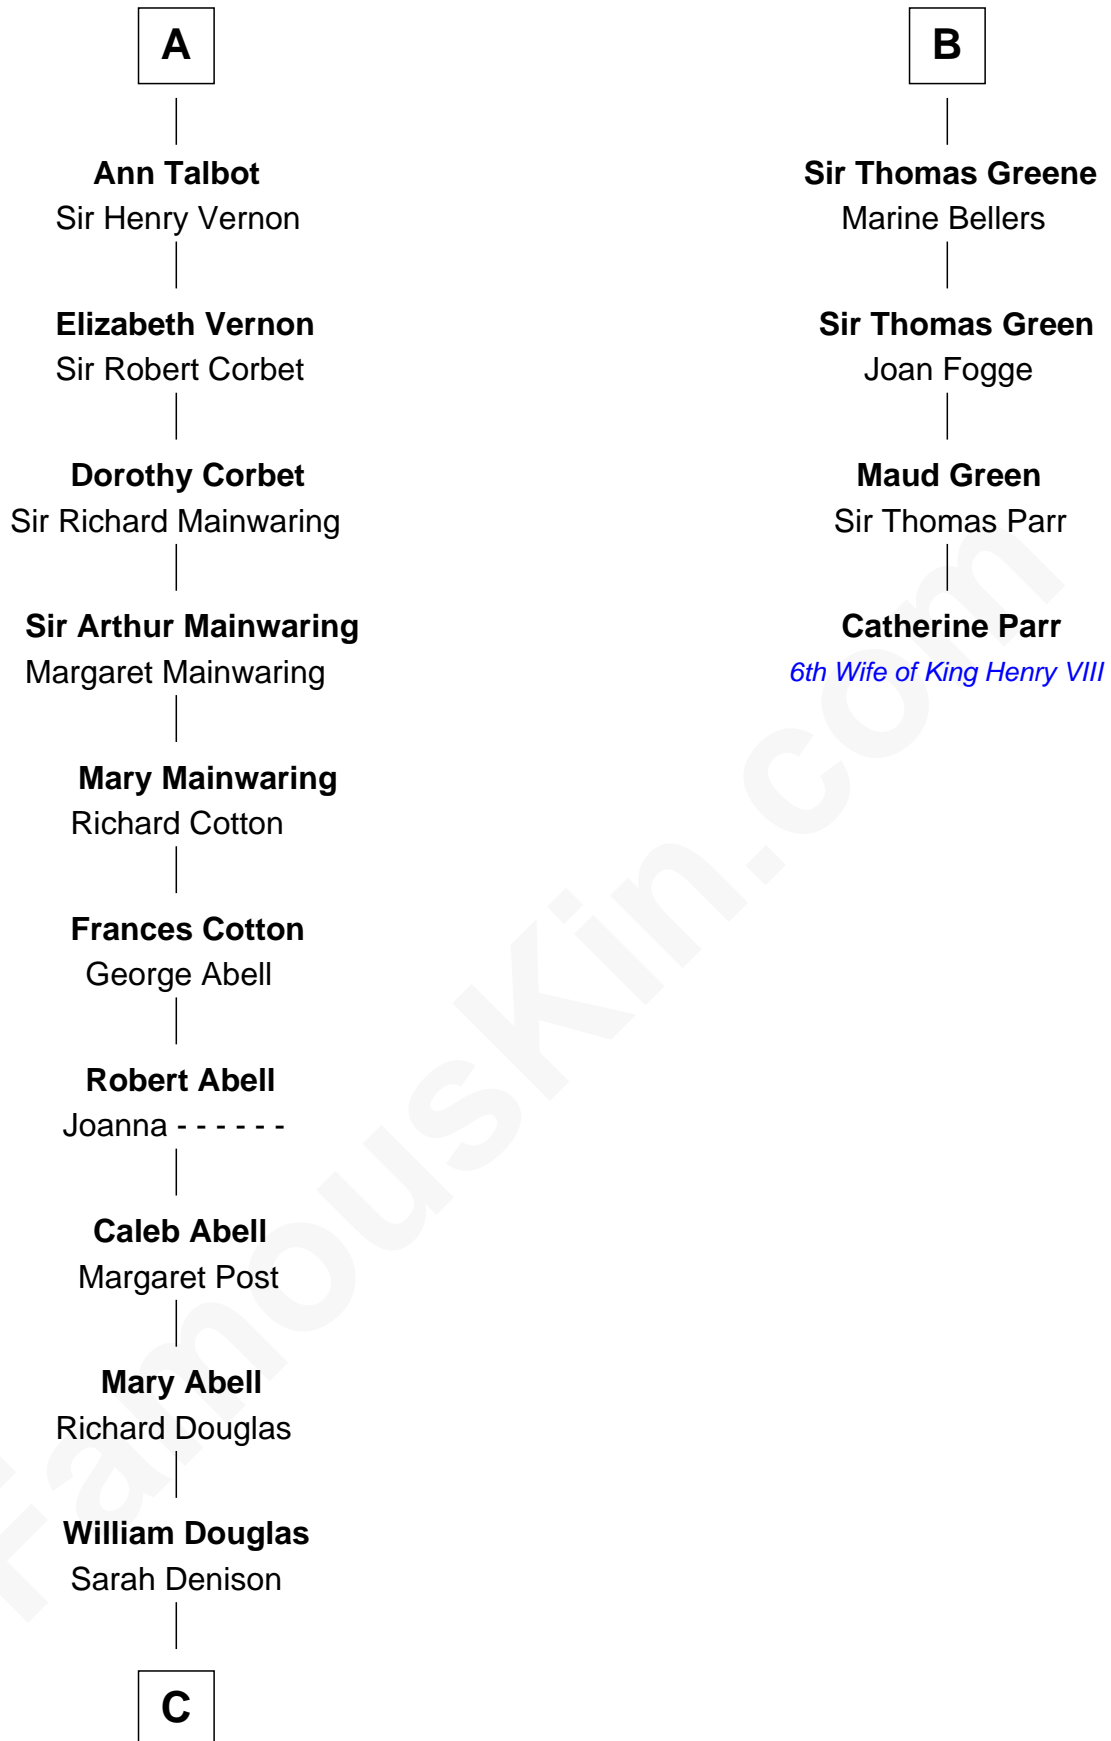 A
Ann Talbot
Sir Henry Vernon
Elizabeth Vernon
Sir Robert Corbet
Dorothy Corbet
Sir Richard Mainwaring
Sir Arthur Mainwaring
Margaret Mainwaring
Mary Mainwaring
Richard Cotton
Frances Cotton
George Abell
Robert Abell
Joanna - - - - - -
Caleb Abell
Margaret Post
Mary Abell
Richard Douglas
William Douglas
Sarah Denison
C
B
Sir Thomas Greene
Marine Bellers
Sir Thomas Green
Joan Fogge
Maud Green
Sir Thomas Parr
Catherine Parr
6th Wife of King Henry VIII
FamousKin.com